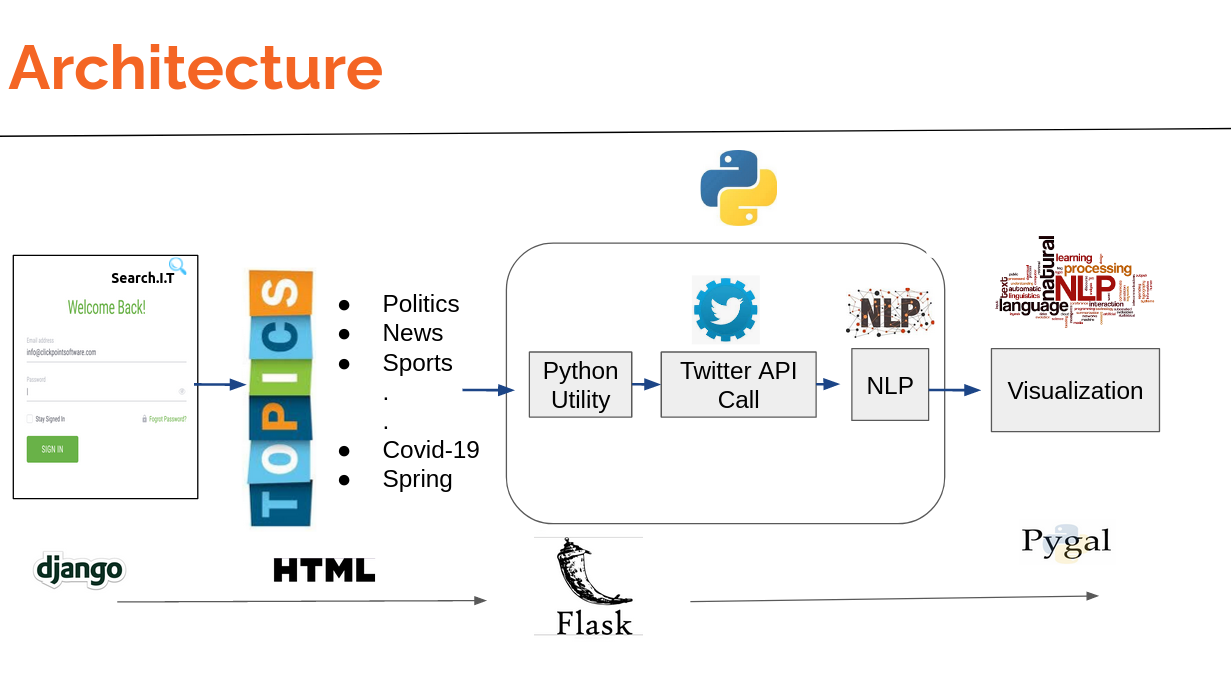 Architecture
Search.I.T
Welcome Back!
Email address
info@clickpointsoftware.com
Password
Stay Signed In
Fogrot Password?
SIGN IN
TOPICS
● Politics
● News
● Sports
.
.
● Covid-19
● Spring
Python
Utility
Twitter API
Call
NLP
NLP
natural
learning
processing
text
automatic
linguistics
NLP
language
interaction
Visualization
django
HTML
Flask
Pygal